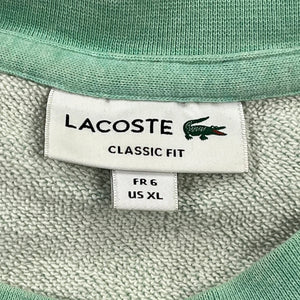 LACOSTE
CLASSIC FIT
FR 6
US XL